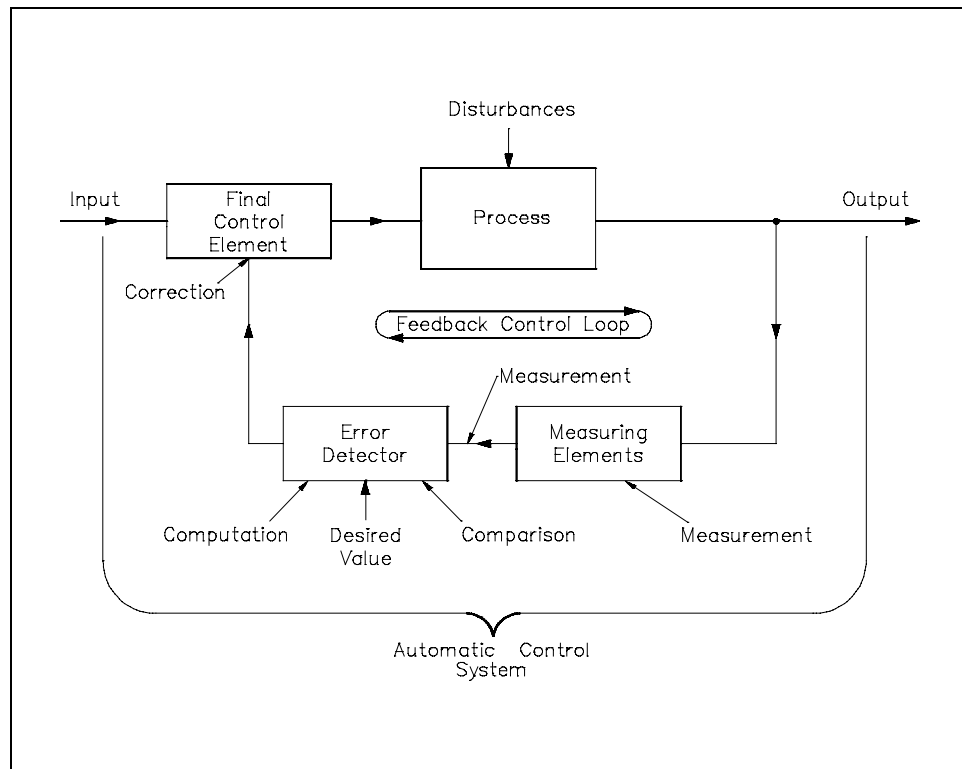 Disturbances
Input
Final
Control
Element
Process
Output
Correction
Feedback Control Loop
Measurement
Error
Detector
Measuring
Elements
Computation
Desired
Value
Comparison
Measurement
Automatic Control
System